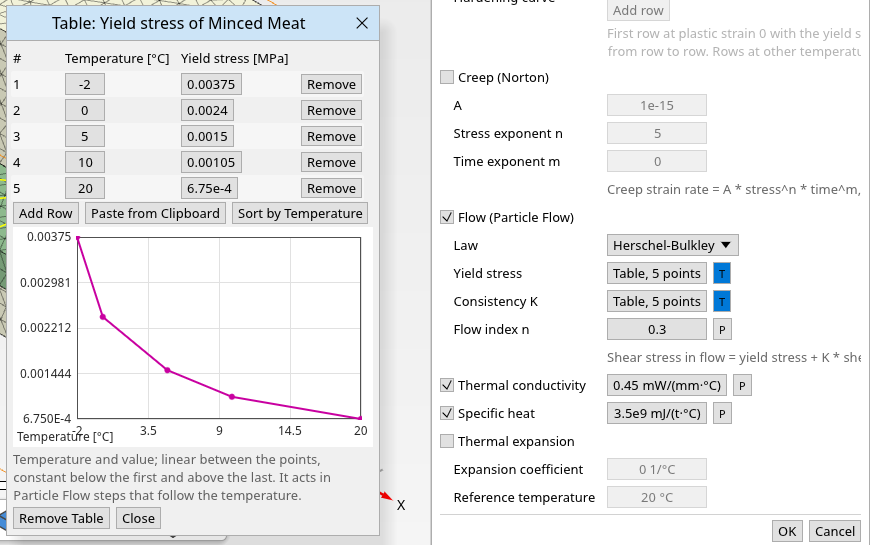 Table: Yield stress of Minced Meat
# Temperature [°C] Yield stress [MPa]
1 -2 0.00375 Remove
2 0 0.0024 Remove
3 5 0.0015 Remove
4 10 0.00105 Remove
5 20 6.75e-4 Remove
Add Row Paste from Clipboard Sort by Temperature
0.00375
0.002981
0.002212
0.001444
6.750E-4
-2 3.5 9 14.5 20
Temperature [°C]
Temperature and value; linear between the points,
constant below the first and above the last. It acts in
Particle Flow steps that follow the temperature.
Remove Table Close
X
Add row
First row at plastic strain 0 with the yield s
from row to row. Rows at other temperatu
Creep (Norton)
A 1e-15
Stress exponent n 5
Time exponent m 0
Creep strain rate = A * stress^n * time^m,
Flow (Particle Flow)
Law Herschel-Bulkley
Yield stress Table, 5 points T
Consistency K Table, 5 points T
Flow index n 0.3 P
Shear stress in flow = yield stress + K * she
Thermal conductivity 0.45 mW/(mm·°C) P
Specific heat 3.5e9 mJ/(t·°C) P
Thermal expansion
Expansion coefficient 0 1/°C
Reference temperature 20 °C
OK Cancel